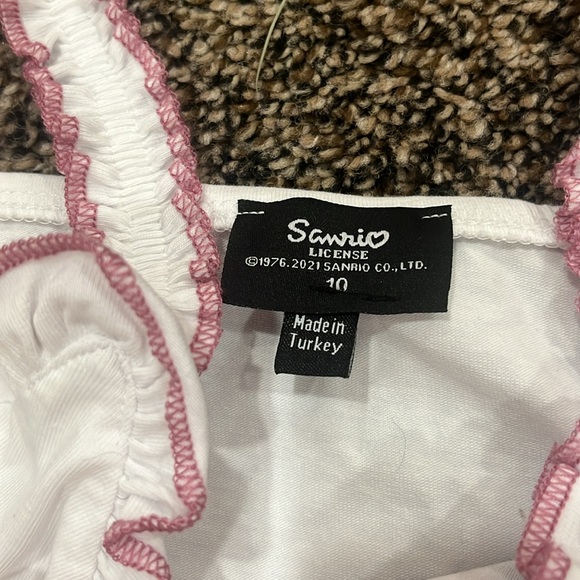 Sanrio
LICENSE
©1976.2021 SANRIO CO., LTD.
10
Made in
Turkey